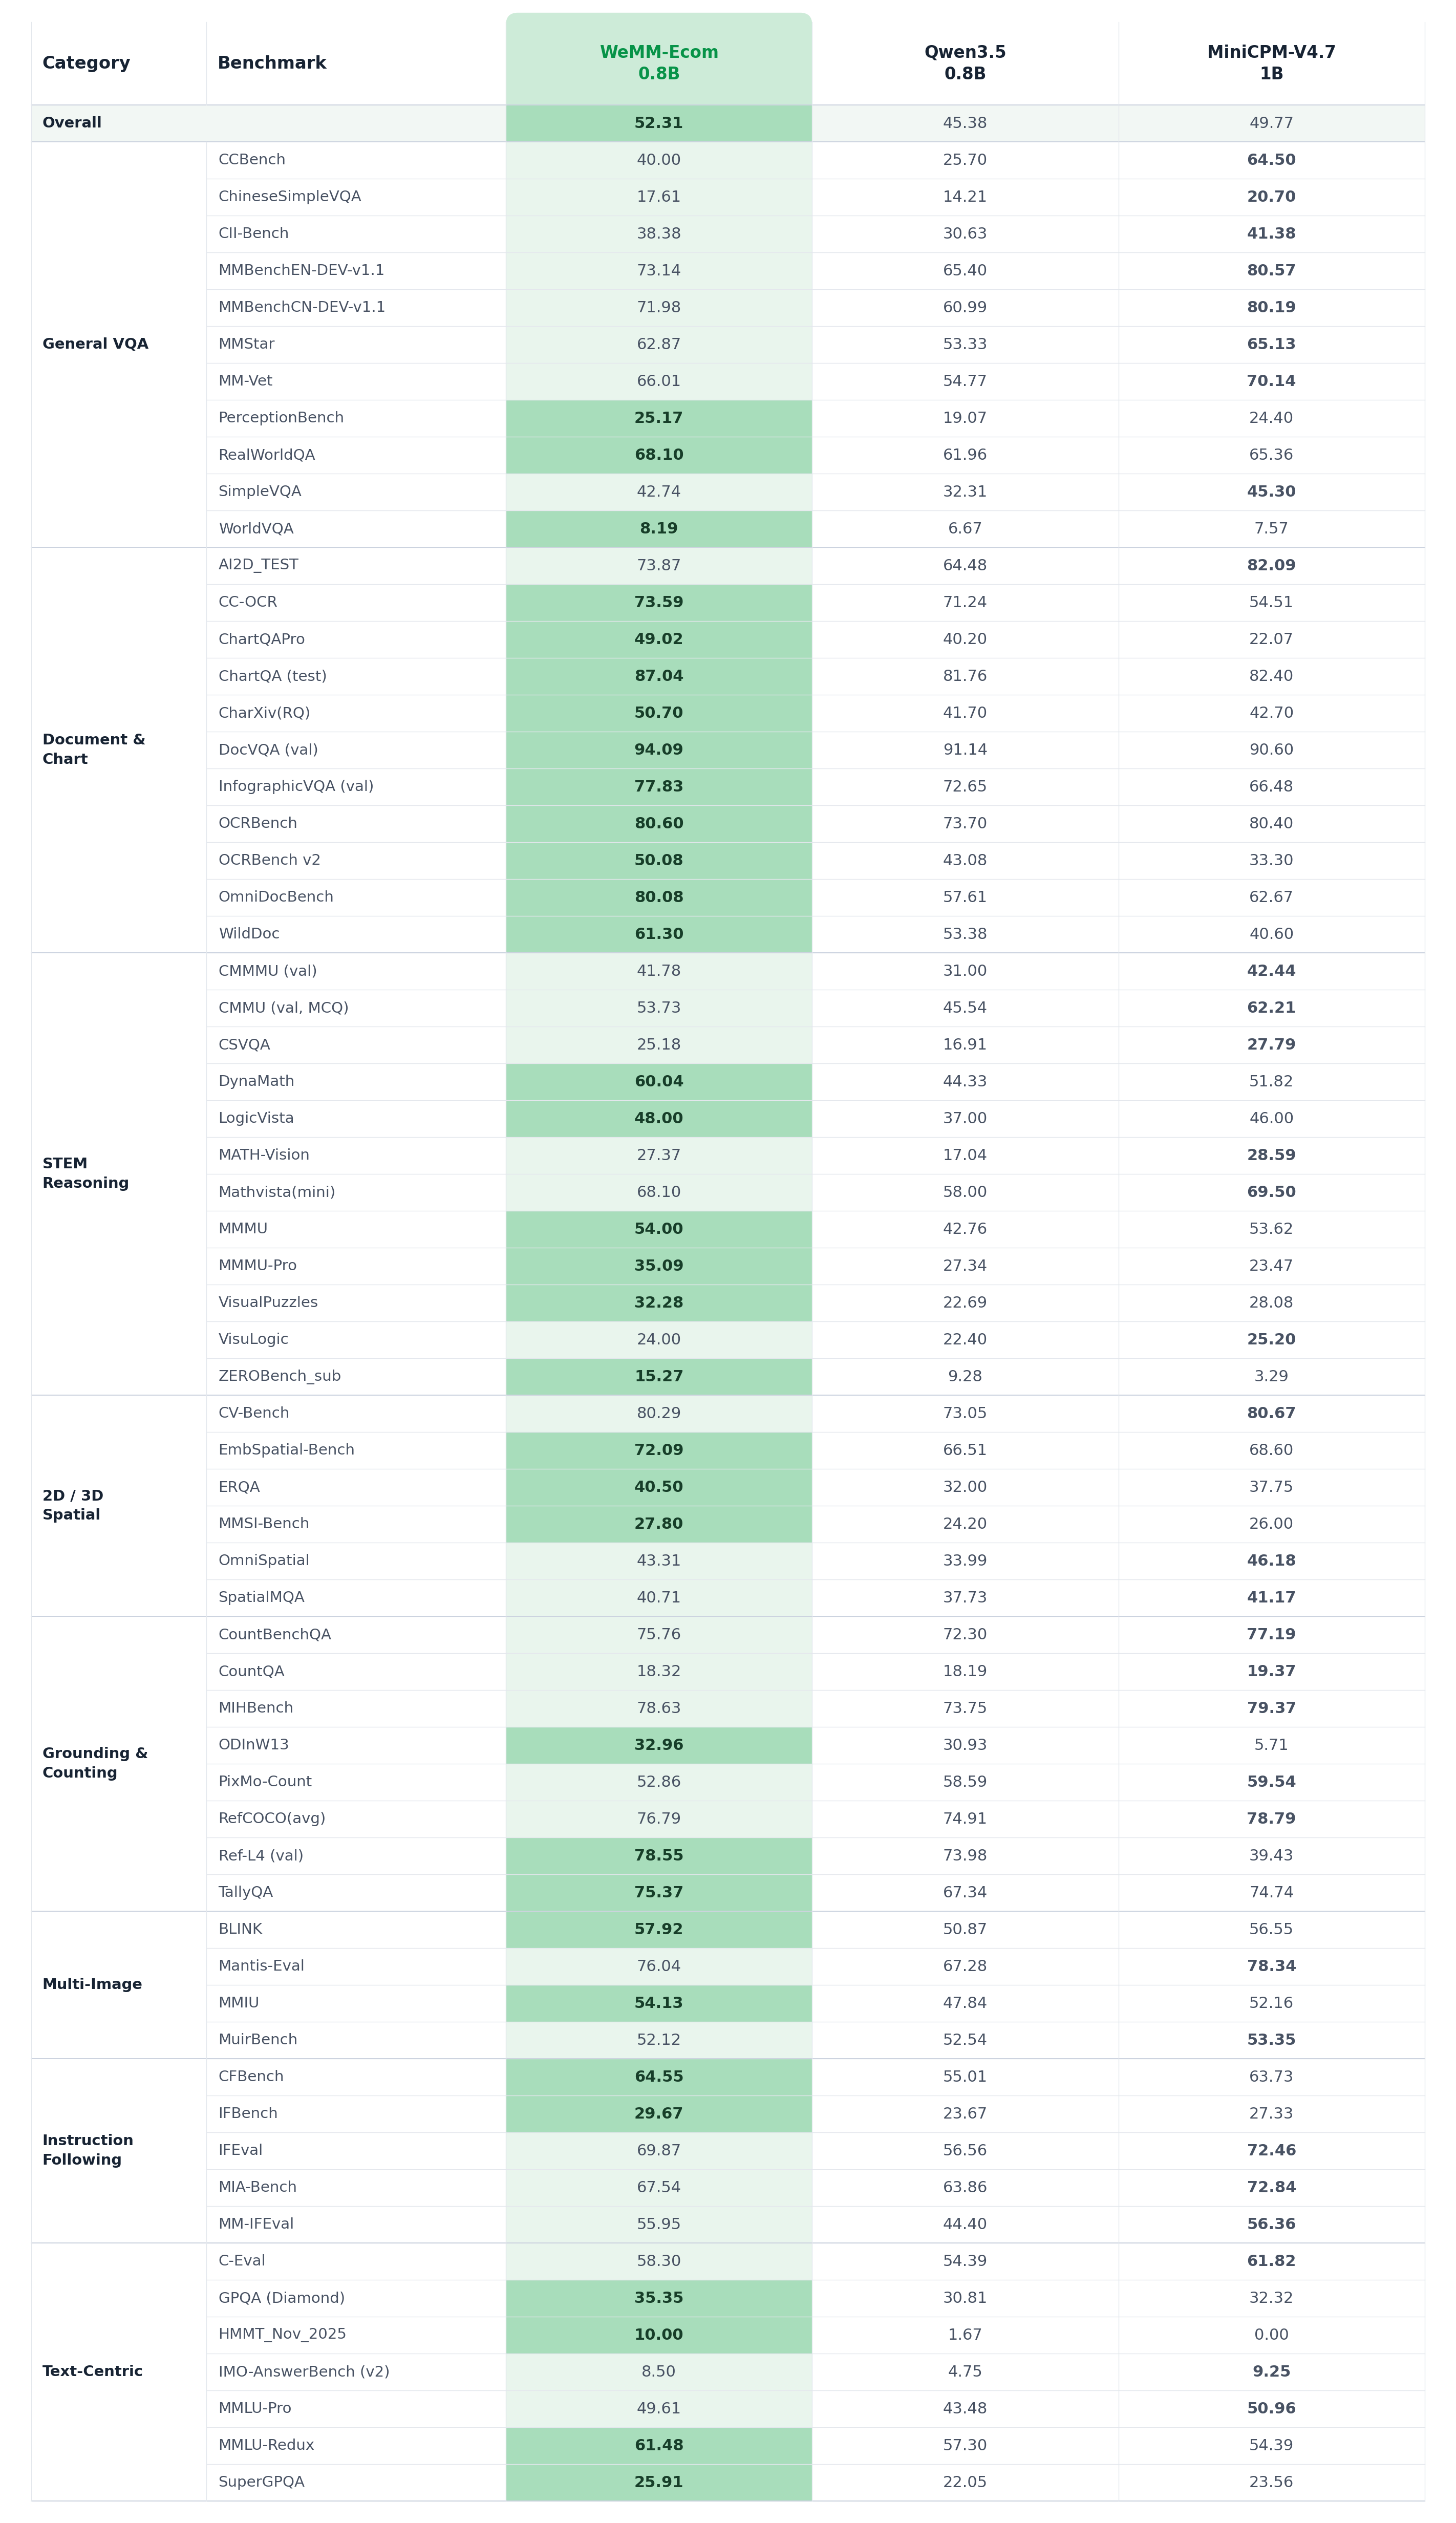 Category Benchmark WeMM-Ecom 0.8B Qwen3.5 0.8B MiniCPM-V4.7 1B
Overall 52.31 45.38 49.77
General VQA
CCBench 40.00 25.70 64.50
ChineseSimpleVQA 17.61 14.21 20.70
CII-Bench 38.38 30.63 41.38
MMBenchEN-DEV-v1.1 73.14 65.40 80.57
MMBenchCN-DEV-v1.1 71.98 60.99 80.19
MMStar 62.87 53.33 65.13
MM-Vet 66.01 54.77 70.14
PerceptionBench 25.17 19.07 24.40
RealWorldQA 68.10 61.96 65.36
SimpleVQA 42.74 32.31 45.30
WorldVQA 8.19 6.67 7.57
Document &
Chart
AI2D_TEST 73.87 64.48 82.09
CC-OCR 73.59 71.24 54.51
ChartQAPro 49.02 40.20 22.07
ChartQA (test) 87.04 81.76 82.40
CharXiv(RQ) 50.70 41.70 42.70
DocVQA (val) 94.09 91.14 90.60
InfographicVQA (val) 77.83 72.65 66.48
OCRBench 80.60 73.70 80.40
OCRBench v2 50.08 43.08 33.30
OmniDocBench 80.08 57.61 62.67
WildDoc 61.30 53.38 40.60
STEM
Reasoning
CMMMU (val) 41.78 31.00 42.44
CMMU (val, MCQ) 53.73 45.54 62.21
CSVQA 25.18 16.91 27.79
DynaMath 60.04 44.33 51.82
LogicVista 48.00 37.00 46.00
MATH-Vision 27.37 17.04 28.59
Mathvista(mini) 68.10 58.00 69.50
MMMU 54.00 42.76 53.62
MMMU-Pro 35.09 27.34 23.47
VisualPuzzles 32.28 22.69 28.08
VisuLogic 24.00 22.40 25.20
ZEROBench_sub 15.27 9.28 3.29
2D / 3D
Spatial
CV-Bench 80.29 73.05 80.67
EmbSpatial-Bench 72.09 66.51 68.60
ERQA 40.50 32.00 37.75
MMSI-Bench 27.80 24.20 26.00
OmniSpatial 43.31 33.99 46.18
SpatialMQA 40.71 37.73 41.17
Grounding &
Counting
CountBenchQA 75.76 72.30 77.19
CountQA 18.32 18.19 19.37
MIHBench 78.63 73.75 79.37
ODInW13 32.96 30.93 5.71
PixMo-Count 52.86 58.59 59.54
RefCOCO(avg) 76.79 74.91 78.79
Ref-L4 (val) 78.55 73.98 39.43
TallyQA 75.37 67.34 74.74
Multi-Image
BLINK 57.92 50.87 56.55
Mantis-Eval 76.04 67.28 78.34
MMIU 54.13 47.84 52.16
MuirBench 52.12 52.54 53.35
Instruction
Following
CFBench 64.55 55.01 63.73
IFBench 29.67 23.67 27.33
IFEval 69.87 56.56 72.46
MIA-Bench 67.54 63.86 72.84
MM-IFEval 55.95 44.40 56.36
Text-Centric
C-Eval 58.30 54.39 61.82
GPQA (Diamond) 35.35 30.81 32.32
HMMT_Nov_2025 10.00 1.67 0.00
IMO-AnswerBench (v2) 8.50 4.75 9.25
MMLU-Pro 49.61 43.48 50.96
MMLU-Redux 61.48 57.30 54.39
SuperGPQA 25.91 22.05 23.56